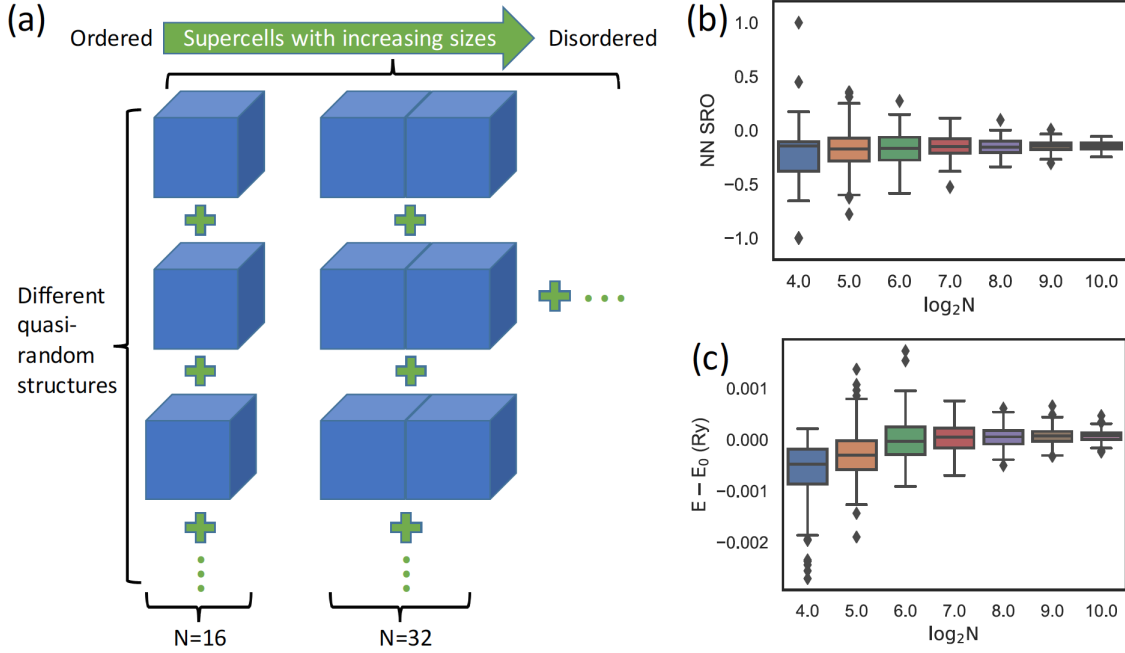 (a)
Ordered
Supercells with increasing sizes
Disordered
Different
quasi-
random
structures
N=16
N=32
(b)
1.0
0.5
0.0
−0.5
−1.0
NN SRO
4.0 5.0 6.0 7.0 8.0 9.0 10.0
log₂N
(c)
0.001
0.000
−0.001
−0.002
E − E₀ (Ry)
4.0 5.0 6.0 7.0 8.0 9.0 10.0
log₂N